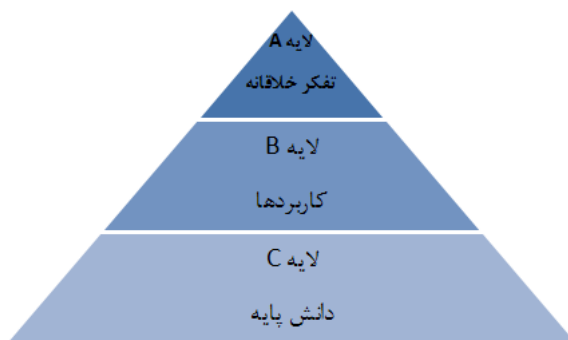 لایه A
تفکر خلاقانه
لایه B
کاربردها
لایه C
دانش پایه